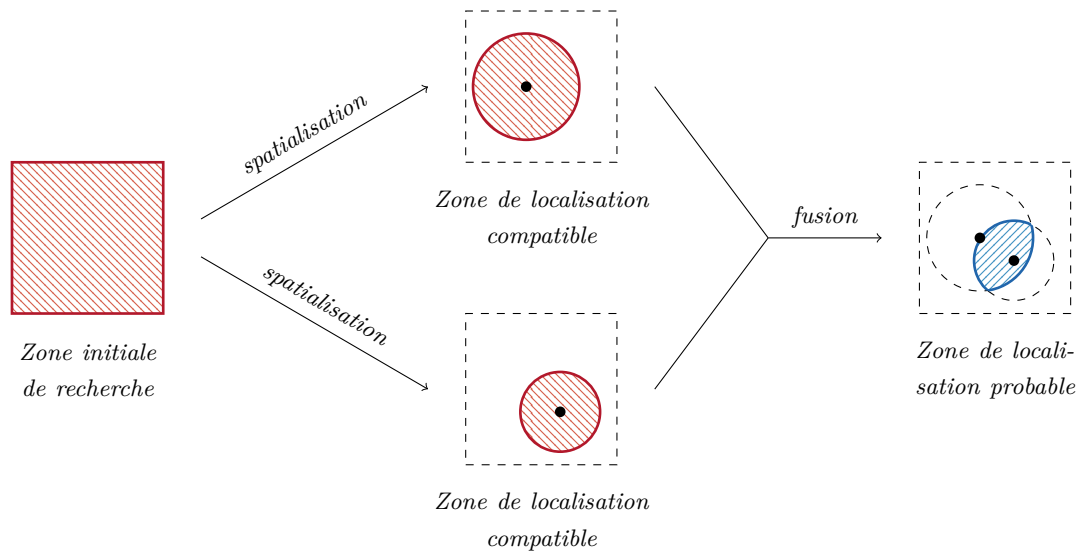 spatialisation
Zone de localisation
compatible
Zone initiale
de recherche
spatialisation
Zone de localisation
compatible
fusion
Zone de locali-
sation probable